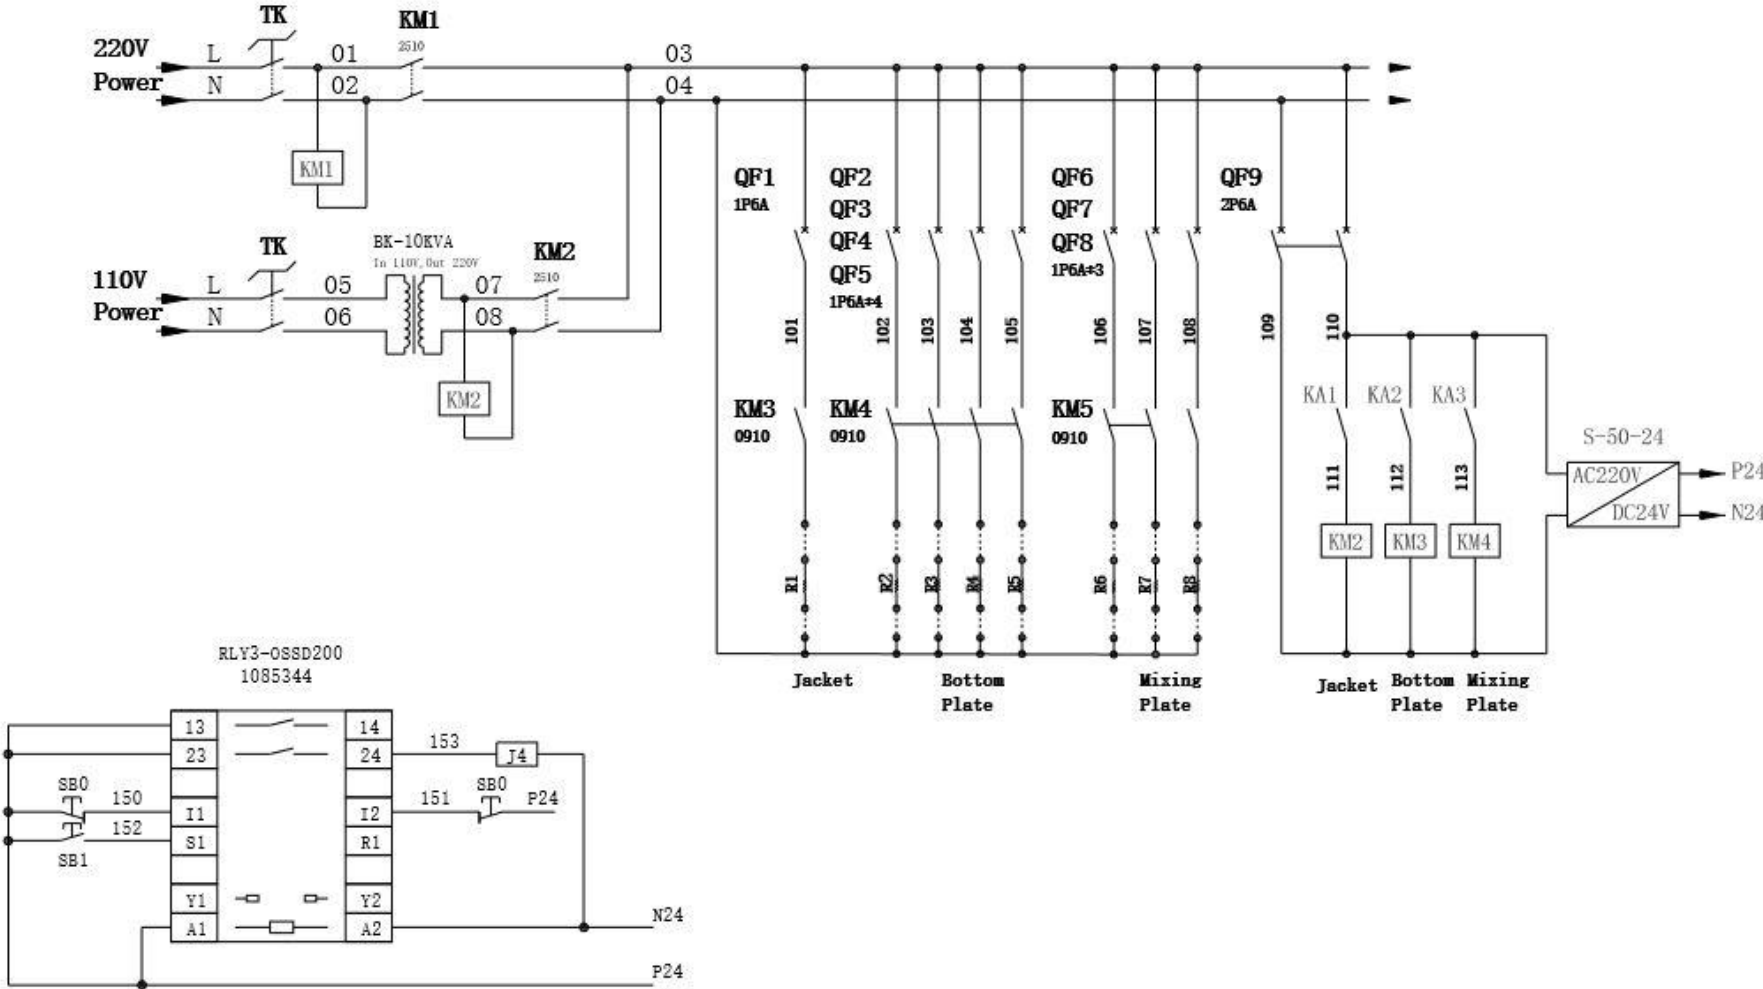 TK
KM1
2510
220V
Power
L
N
01
02
03
04
KM1
TK
BK-10KVA
In 110V,Out 220V
KM2
2510
110V
Power
L
N
05
06
07
08
KM2
QF1
1P6A
QF2
QF3
QF4
QF5
1P6A*4
QF6
QF7
QF8
1P6A*3
QF9
2P6A
101
102
103
104
105
106
107
108
109
110
KM3
0910
KM4
0910
KM5
0910
KA1
KA2
KA3
111
112
113
S-50-24
AC220V
DC24V
P24
N24
KM2
KM3
KM4
R1
R2
R3
R4
R5
R6
R7
R8
Jacket
Bottom
Plate
Mixing
Plate
Jacket
Bottom
Plate
Mixing
Plate
RLY3-OSSD200
1085344
13
14
23
24
153
J4
SB0
150
I1
I2
151
SB0
P24
152
S1
R1
SB1
Y1
Y2
A1
A2
N24
P24